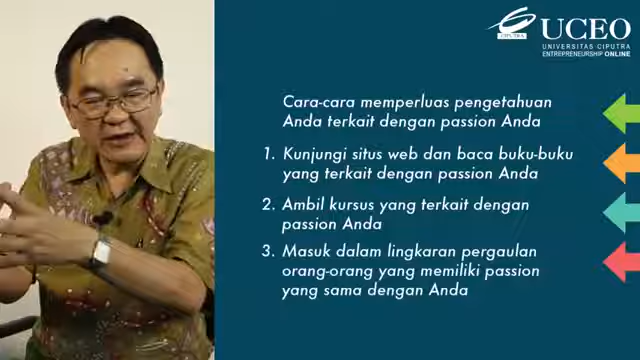 CIPUTRA
UCEO
UNIVERSITAS CIPUTRA
ENTREPRENEURSHIP ONLINE
Cara-cara memperluas pengetahuan
Anda terkait dengan passion Anda
1. Kunjungi situs web dan baca buku-buku
yang terkait dengan passion Anda
2. Ambil kursus yang terkait dengan
passion Anda
3. Masuk dalam lingkaran pergaulan
orang-orang yang memiliki passion
yang sama dengan Anda